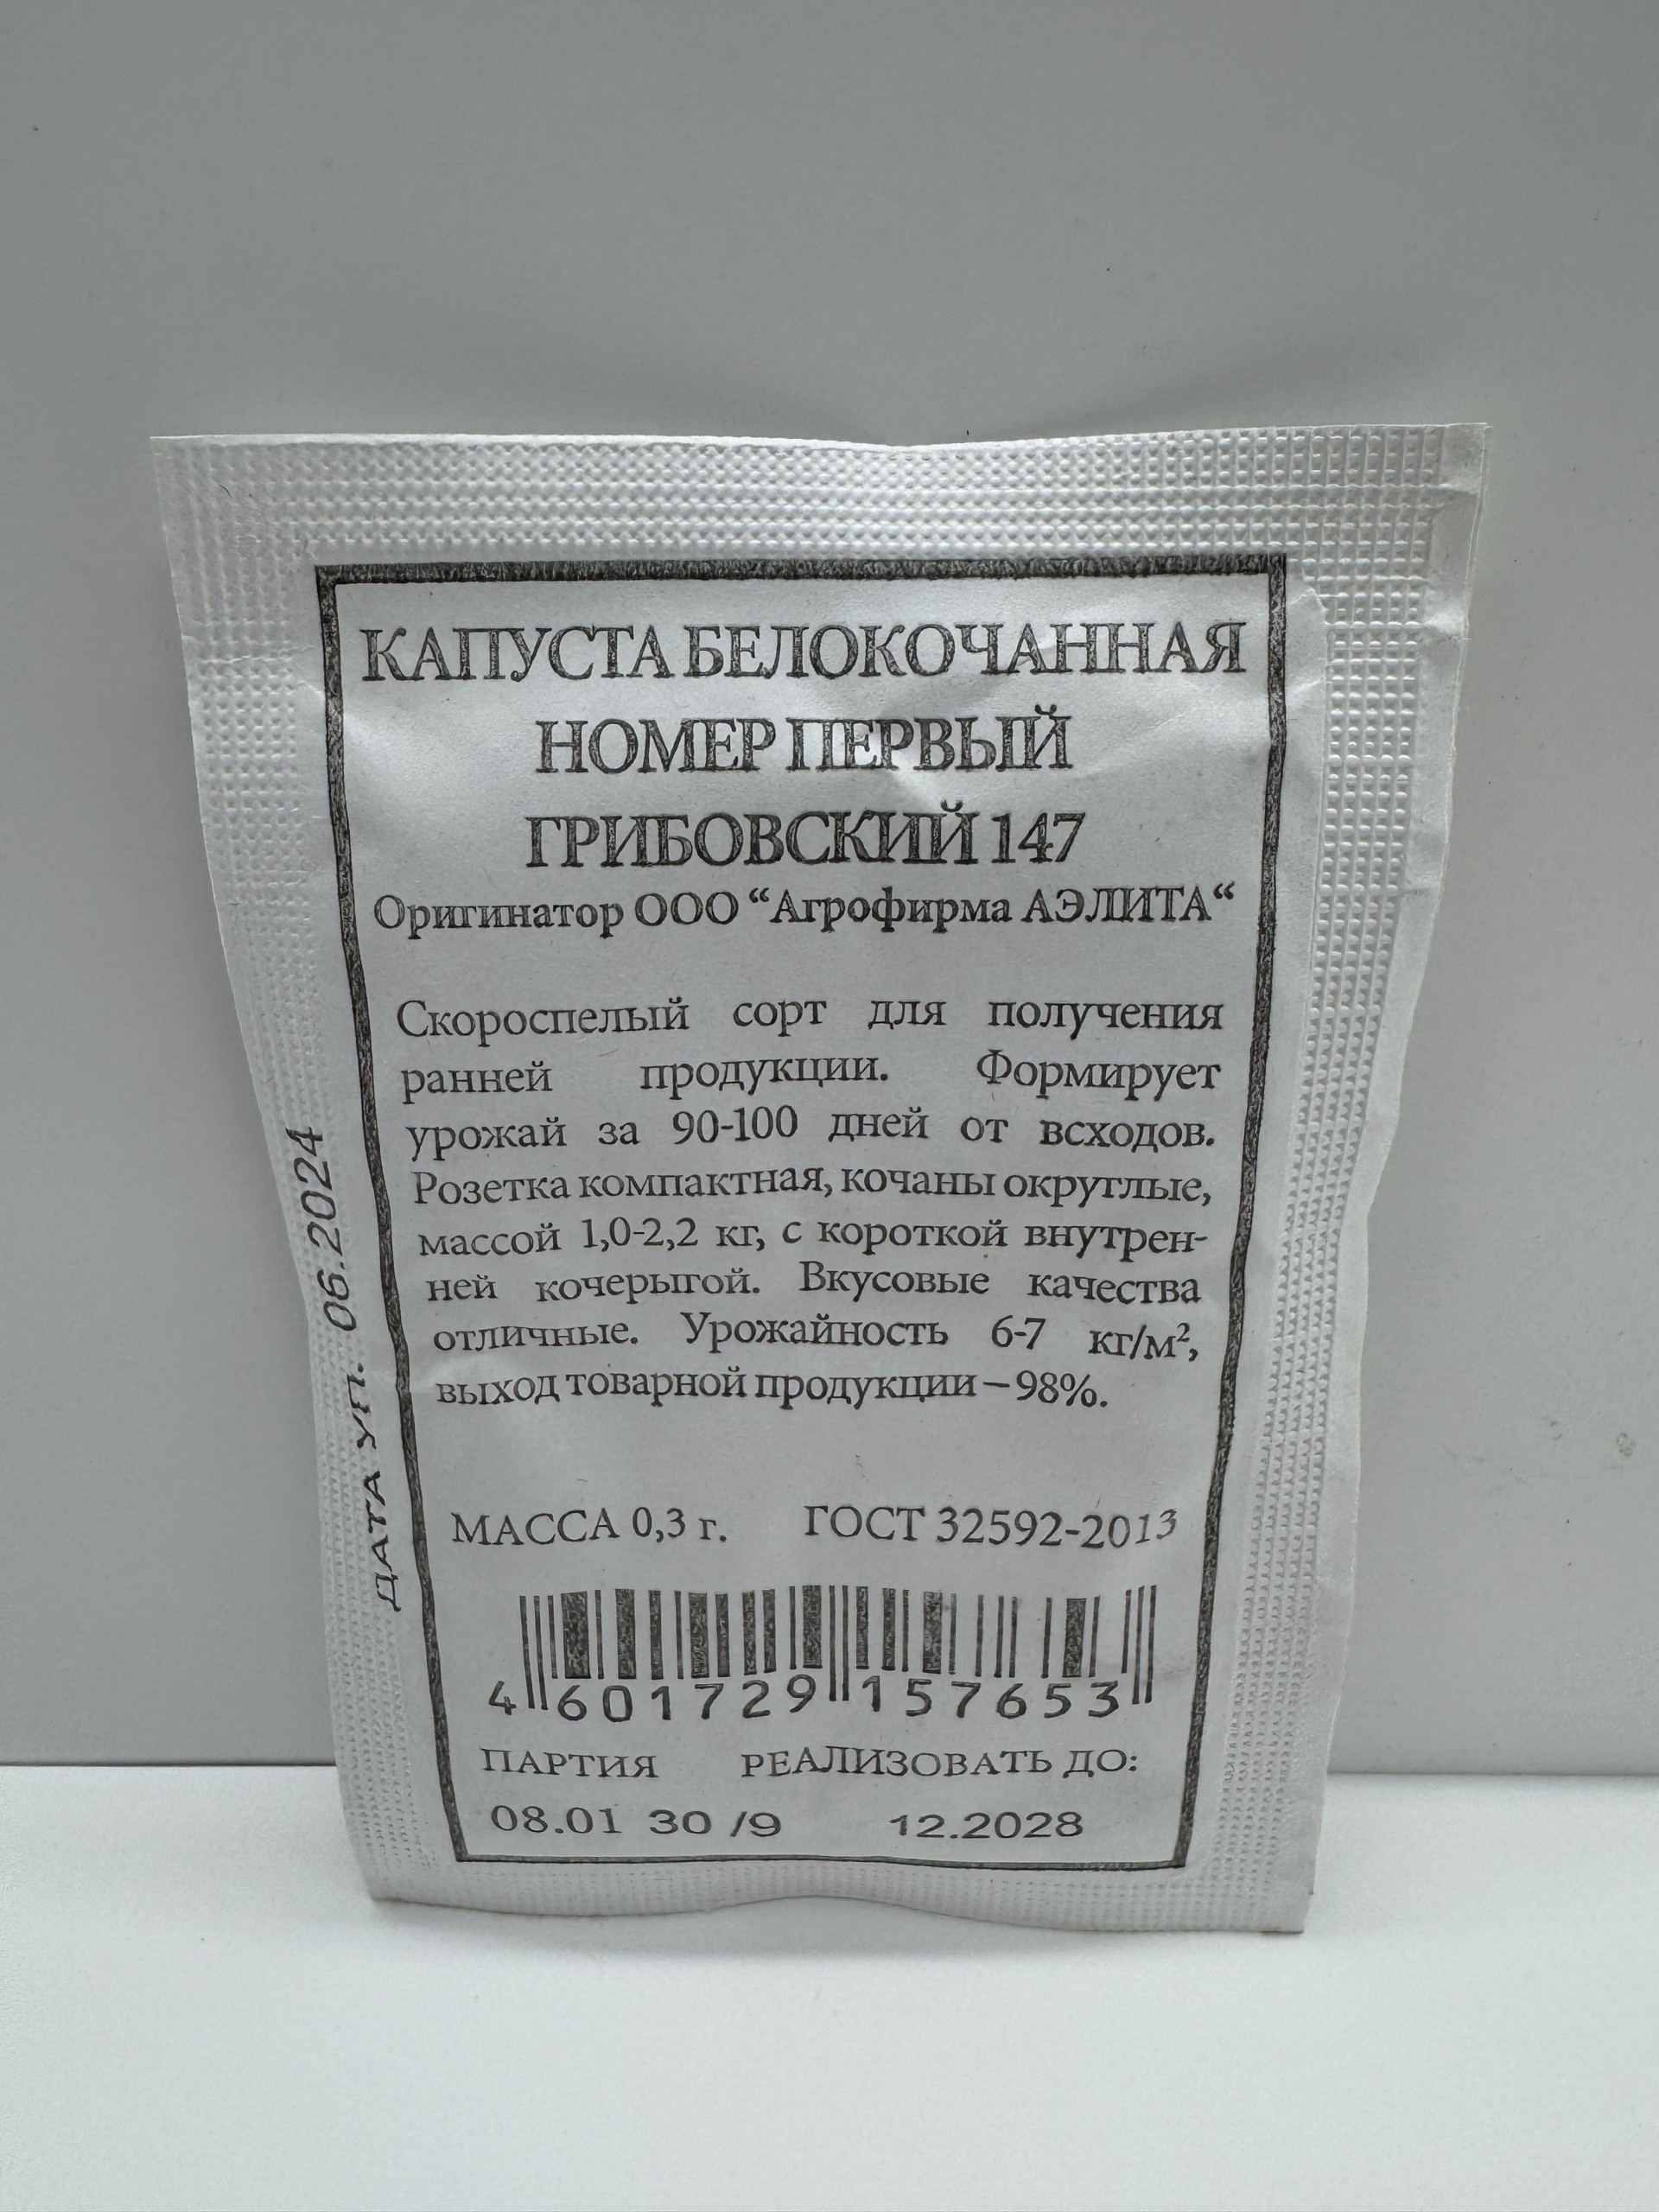 КАПУСТА БЕЛОКОЧАННАЯ
НОМЕР ПЕРВЫЙ
ГРИБОВСКИЙ 147
Оригинатор ООО “Агрофирма АЭЛИТА“
Скороспелый сорт для получения
ранней продукции. Формирует
урожай за 90-100 дней от всходов.
Розетка компактная, кочаны округлые,
массой 1,0-2,2 кг, с короткой внутрен-
ней кочерыгой. Вкусовые качества
отличные. Урожайность 6-7 кг/м²,
выход товарной продукции – 98%.
МАССА 0,3 г. ГОСТ 32592-2013
4 601729 157653
ПАРТИЯ РЕАЛИЗОВАТЬ ДО:
08.01 30 /9 12.2028
ДАТА УП. 06.2024